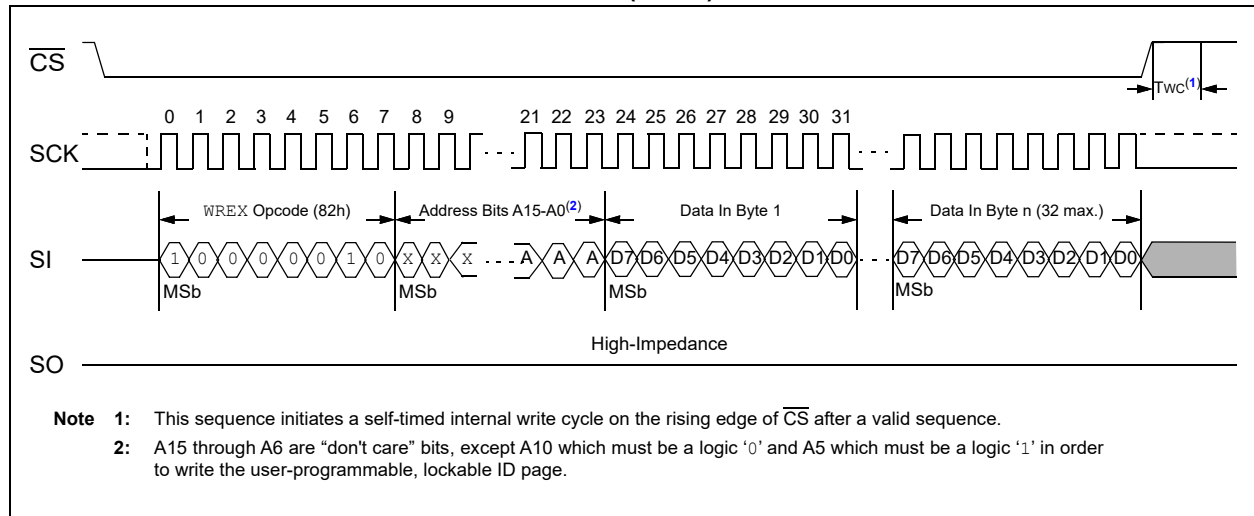 CS
TWC(1)
0 1 2 3 4 5 6 7 8 9 21 22 23 24 25 26 27 28 29 30 31
SCK
WREX Opcode (82h) Address Bits A15-A0(2) Data In Byte 1 Data In Byte n (32 max.)
SI 1 0 0 0 0 0 1 0 X X X A A A D7 D6 D5 D4 D3 D2 D1 D0 D7 D6 D5 D4 D3 D2 D1 D0
MSb MSb MSb MSb
High-Impedance
SO
Note 1: This sequence initiates a self-timed internal write cycle on the rising edge of CS after a valid sequence.
2: A15 through A6 are “don't care” bits, except A10 which must be a logic ‘0’ and A5 which must be a logic ‘1’ in order
to write the user-programmable, lockable ID page.